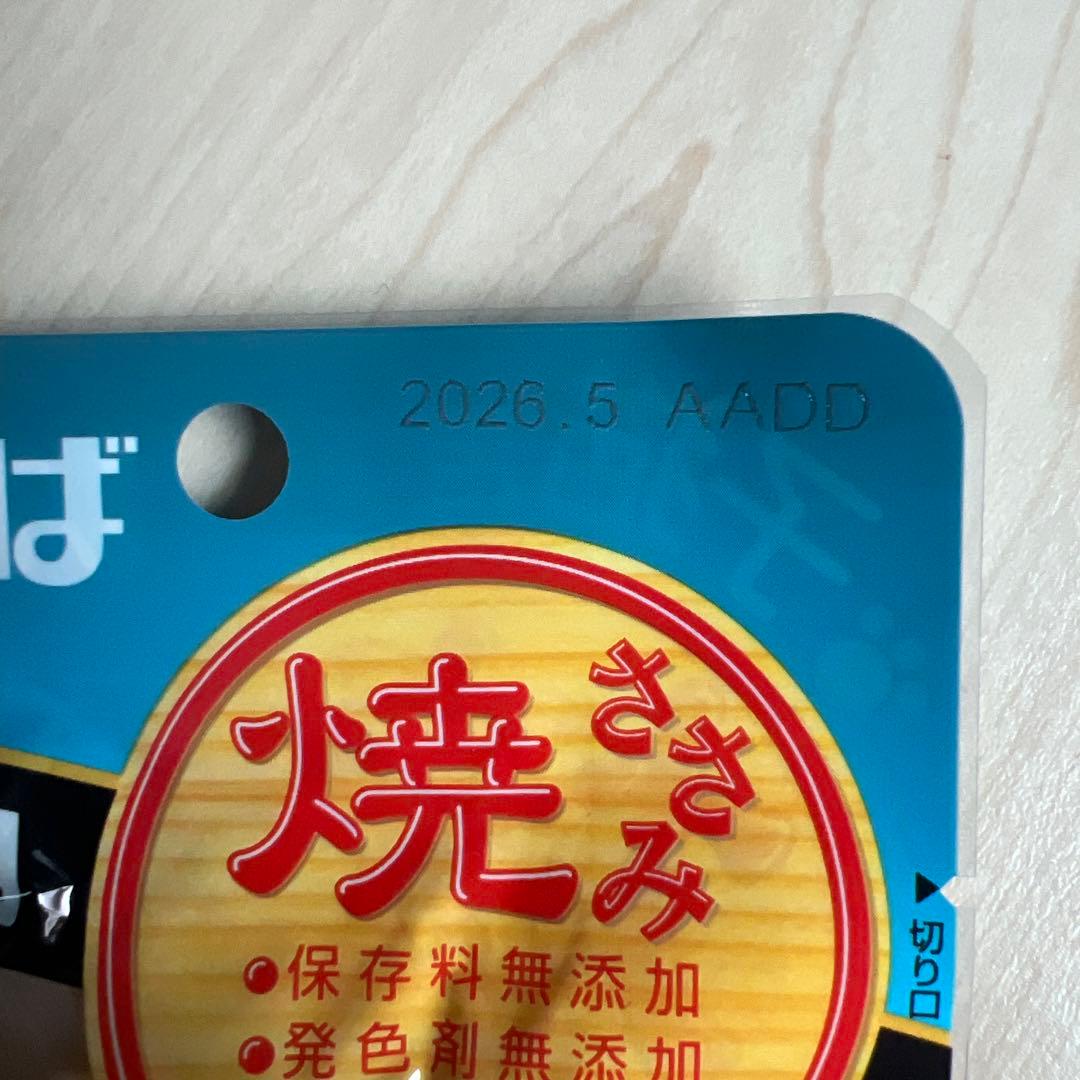 2026.5 AADD
ば
焼
ささみ
●保存料無添加
●発色剤無添加
▶切り口